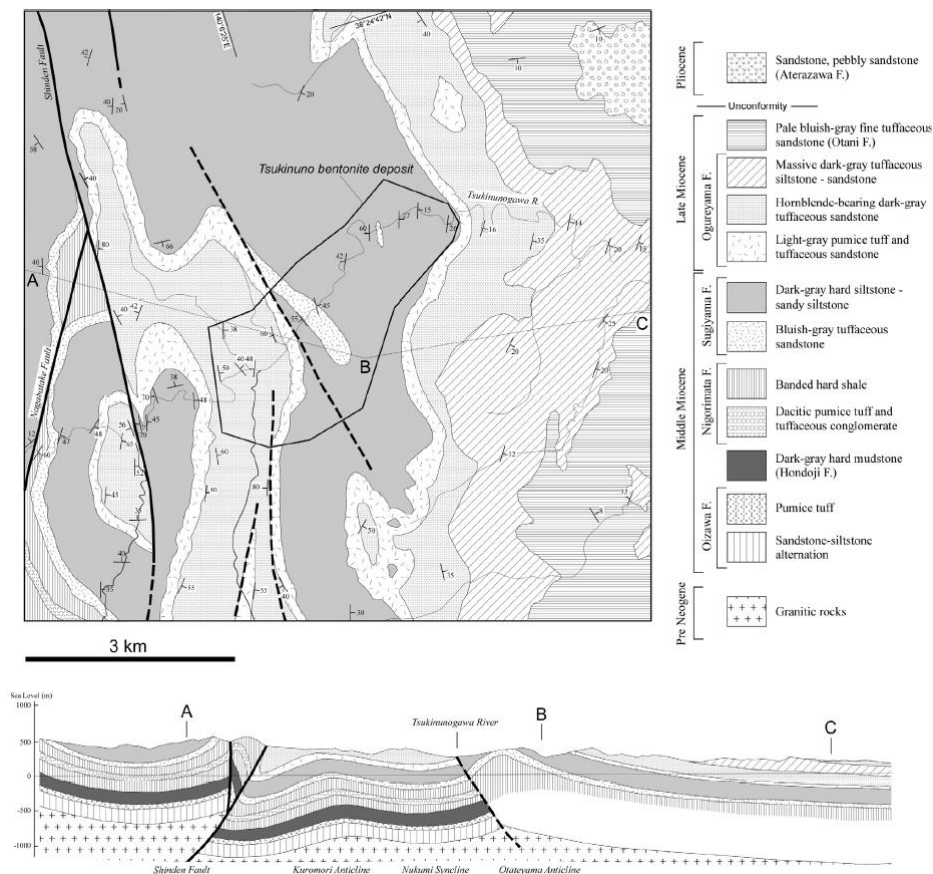 38°24'42"N
140°6'25"E
Shinden Fault
Nagabatake Fault
Tsukinuno bentonite deposit
Tsukinunogawa R.
A
B
C
3 km
Pliocene
Sandstone, pebbly sandstone
(Aterazawa F.)
Unconformity
Late Miocene
Pale bluish-gray fine tuffaceous
sandstone (Otani F.)
Ogureyama F.
Massive dark-gray tuffaceous
siltstone - sandstone
Hornblende-bearing dark-gray
tuffaceous sandstone
Light-gray pumice tuff and
tuffaceous sandstone
Middle Miocene
Sugiyama F.
Dark-gray hard siltstone -
sandy siltstone
Bluish-gray tuffaceous
sandstone
Nigorimata F.
Banded hard shale
Dacitic pumice tuff and
tuffaceous conglomerate
Dark-gray hard mudstone
(Hondoji F.)
Oizawa F.
Pumice tuff
Sandstone-siltstone
alternation
Pre Neogene
Granitic rocks
Sea Level (m)
1000
500
0
-500
-1000
A
Tsukinunogawa River
B
C
Shinden Fault
Kuromori Anticline
Nukumi Syncline
Otateyama Anticline